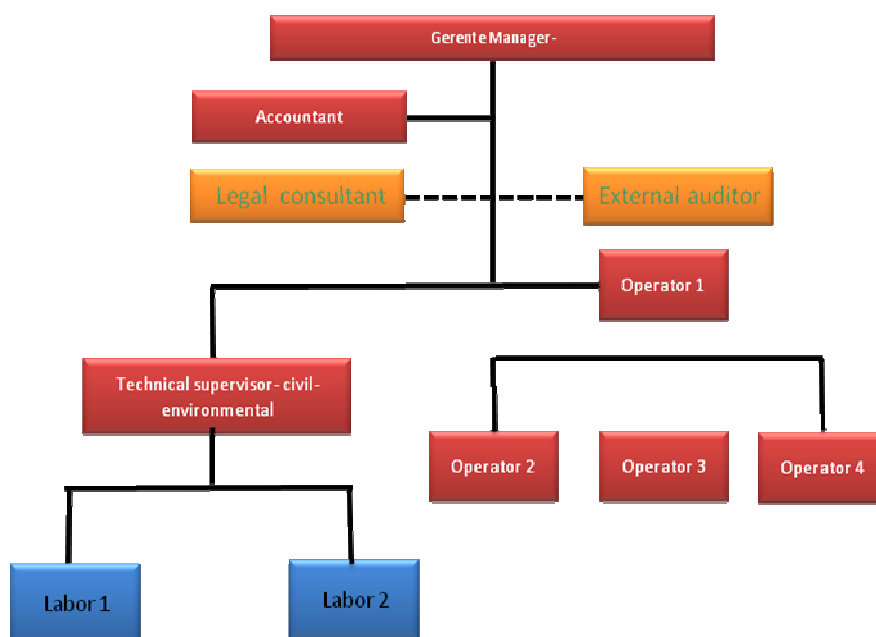 Gerente Manager-
Accountant
Legal consultant
External auditor
Operator 1
Technical supervisor- civil-
environmental
Operator 2
Operator 3
Operator 4
Labor 1
Labor 2